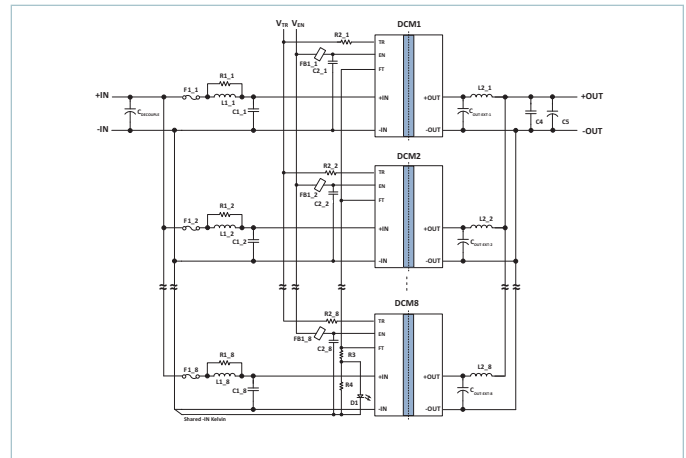 V_TR V_EN
DCM1
R2_1
TR
EN
FB1_1
C2_1
FT
R1_1
+IN
F1_1
L1_1
+IN
+OUT
L2_1
+OUT
C_DECOUPLE
C1_1
C_OUT-EXT-1
C4
C5
-IN
-IN
-OUT
-OUT
DCM2
R2_2
TR
EN
FB1_2
C2_2
FT
R1_2
F1_2
L1_2
+IN
+OUT
L2_2
C1_2
C_OUT-EXT-2
-IN
-OUT
DCM8
R2_8
TR
EN
FB1_8
C2_8
FT
R3
R1_8
F1_8
L1_8
+IN
+OUT
L2_8
C1_8
R4
D1
C_OUT-EXT-8
-IN
-OUT
Shared -IN Kelvin